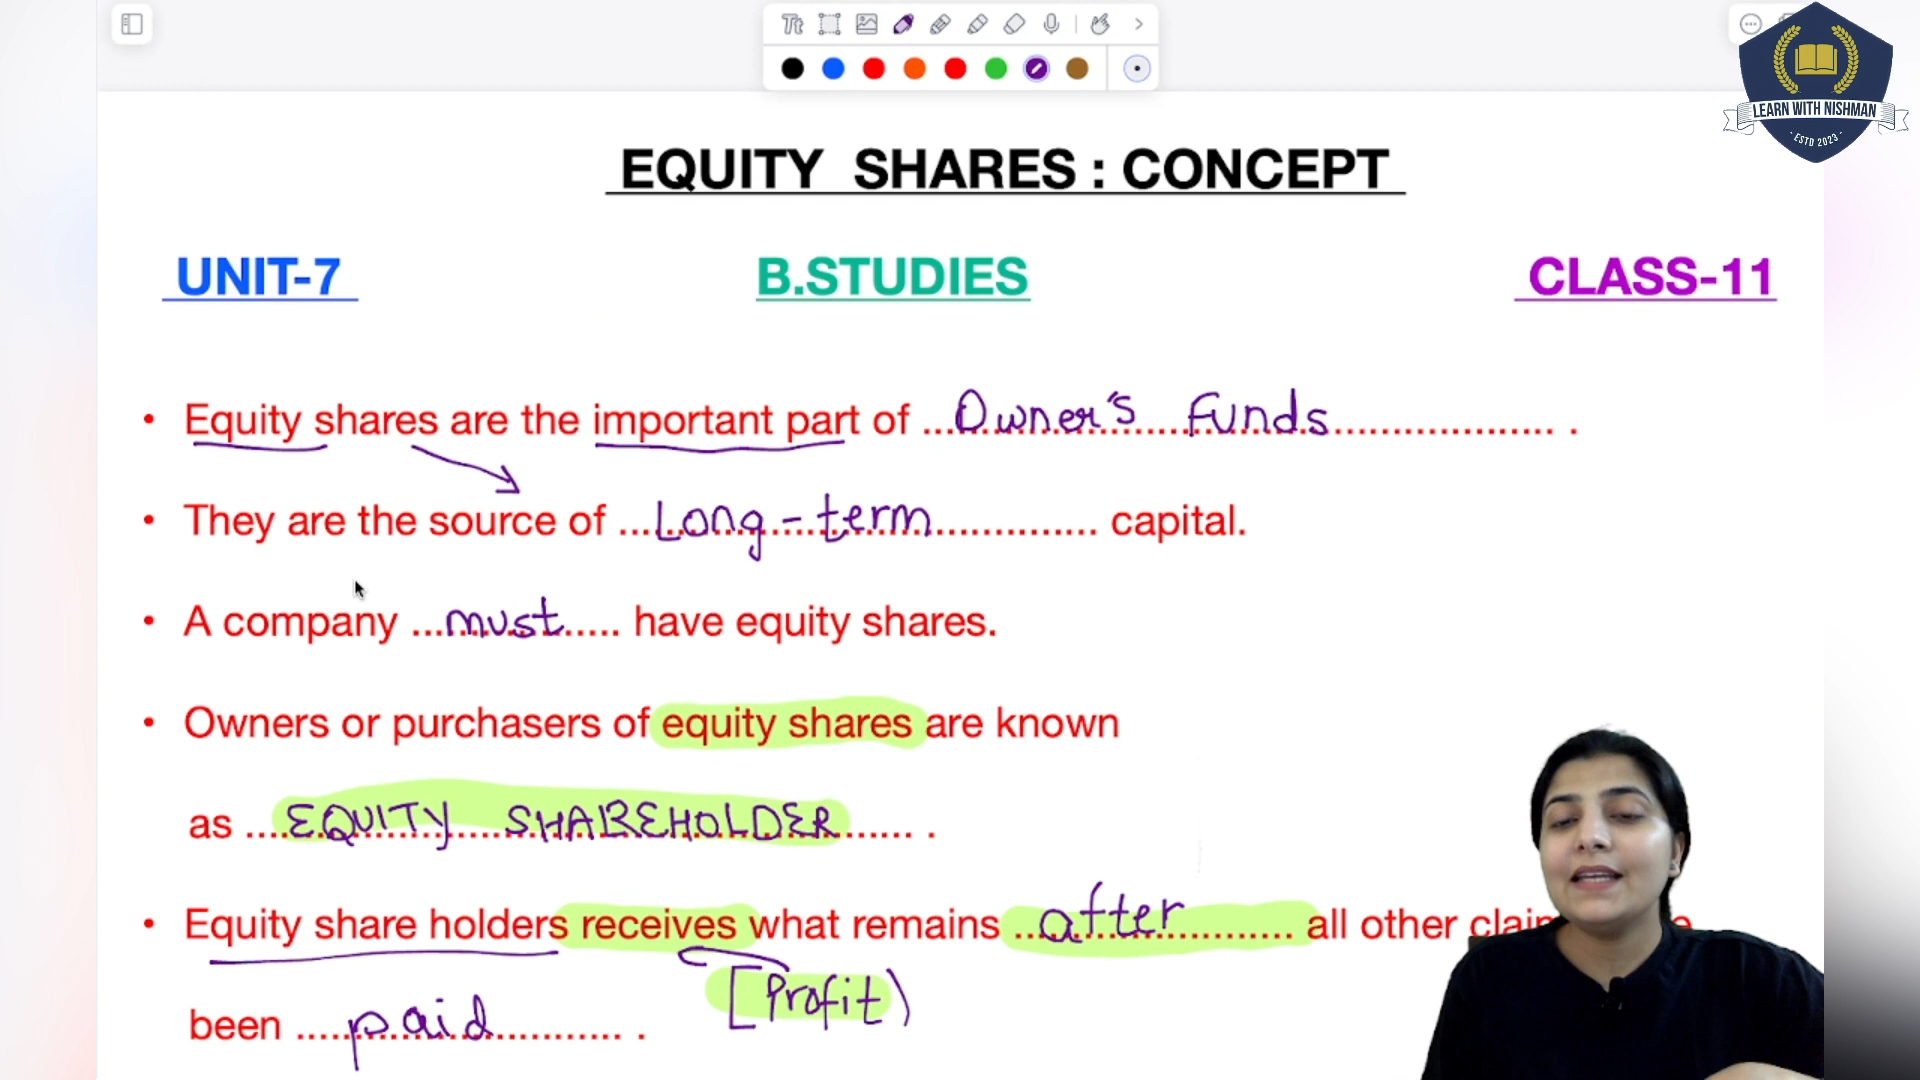 LEARN WITH NISHMAN
ESTD 2023
EQUITY SHARES : CONCEPT
UNIT-7 B.STUDIES CLASS-11
• Equity shares are the important part of ... Owner's Funds ... .
• They are the source of ... Long-term ... capital.
• A company ... must ... have equity shares.
• Owners or purchasers of equity shares are known
as ... EQUITY SHAREHOLDER ... .
• Equity share holders receives what remains ... after ... all other
[Profit)
been ... paid ... .